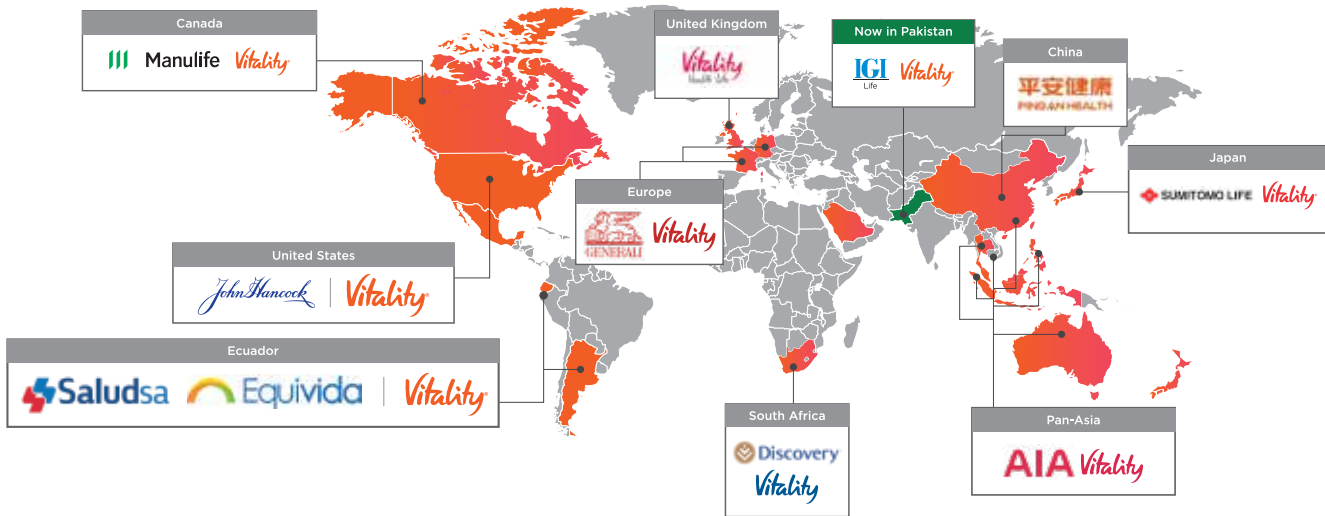 Canada
Manulife Vitality
United Kingdom
Vitality
Health Life
Now in Pakistan
IGI
Life
Vitality
China
平安健康
PING AN HEALTH
Japan
SUMITOMO LIFE Vitality
Europe
GENERALI
Vitality
United States
John Hancock Vitality®
Ecuador
Saludsa Equivida Vitality®
South Africa
Discovery
Vitality
Pan-Asia
AIA Vitality